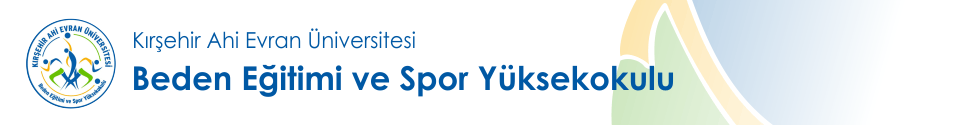 KIRŞEHİR AHİ EVRAN ÜNİVERSİTESİ
Beden Eğitimi ve Spor Yüksekokulu
Kırşehir Ahi Evran Üniversitesi
Beden Eğitimi ve Spor Yüksekokulu